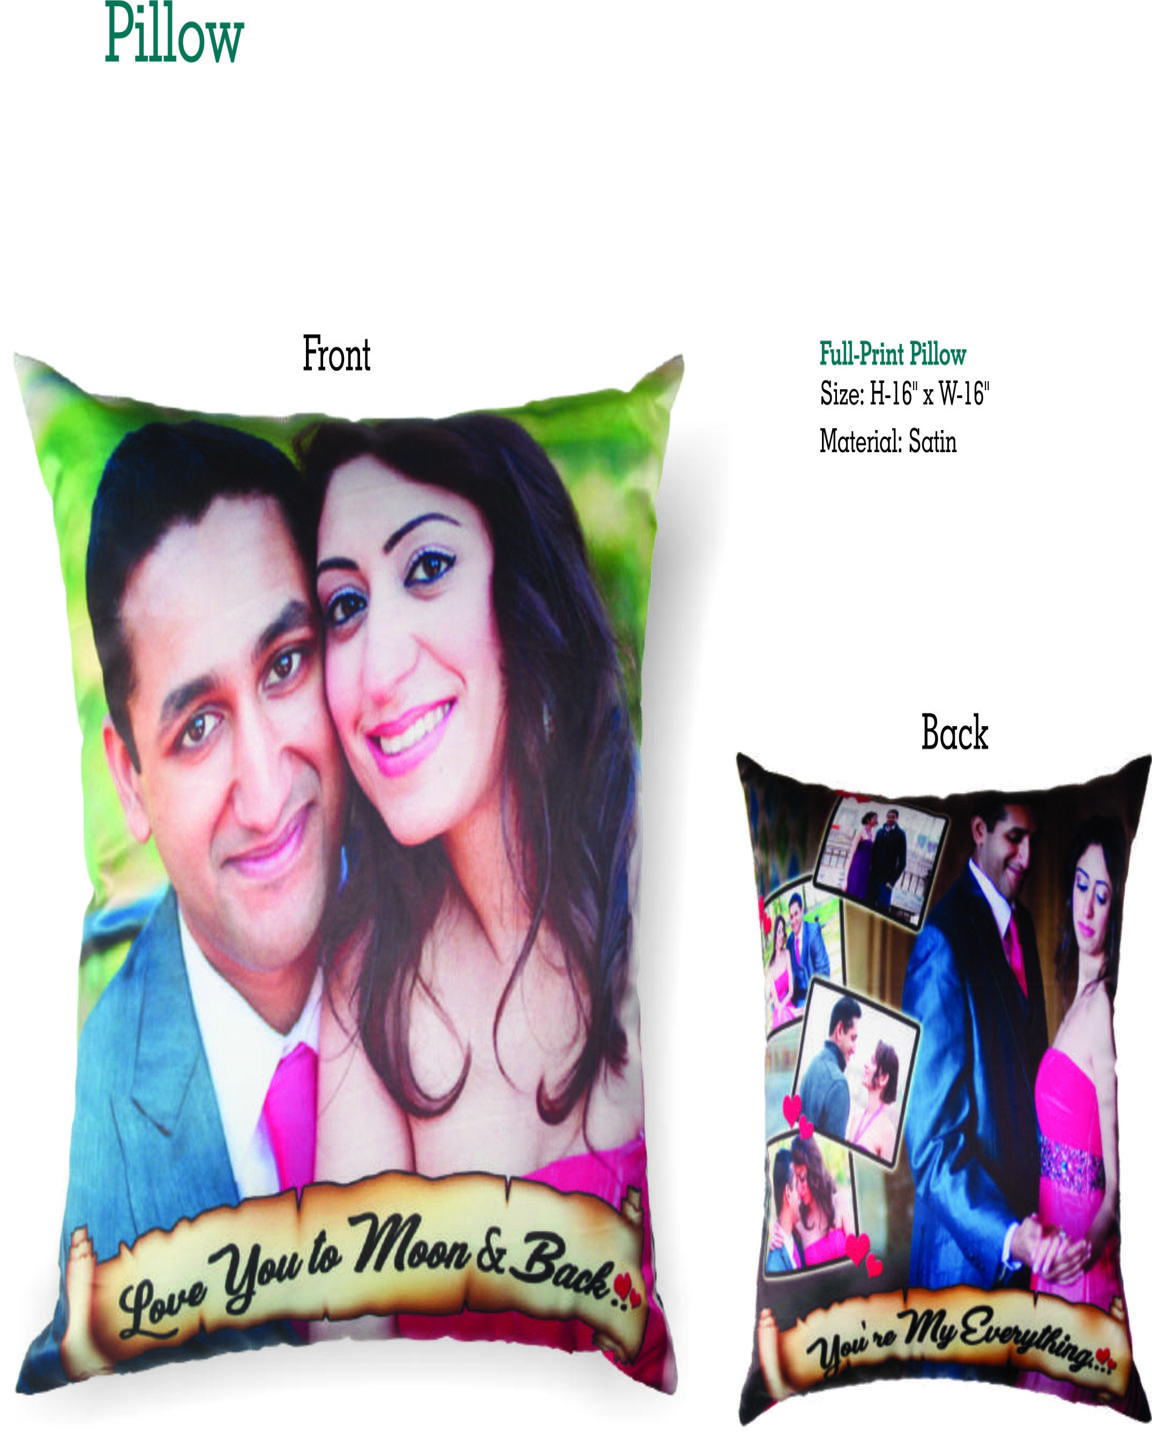 Pillow
Front
Full-Print Pillow
Size: H-16" x W-16"
Material: Satin
Back
Love You to Moon & Back..
You're My Everything....